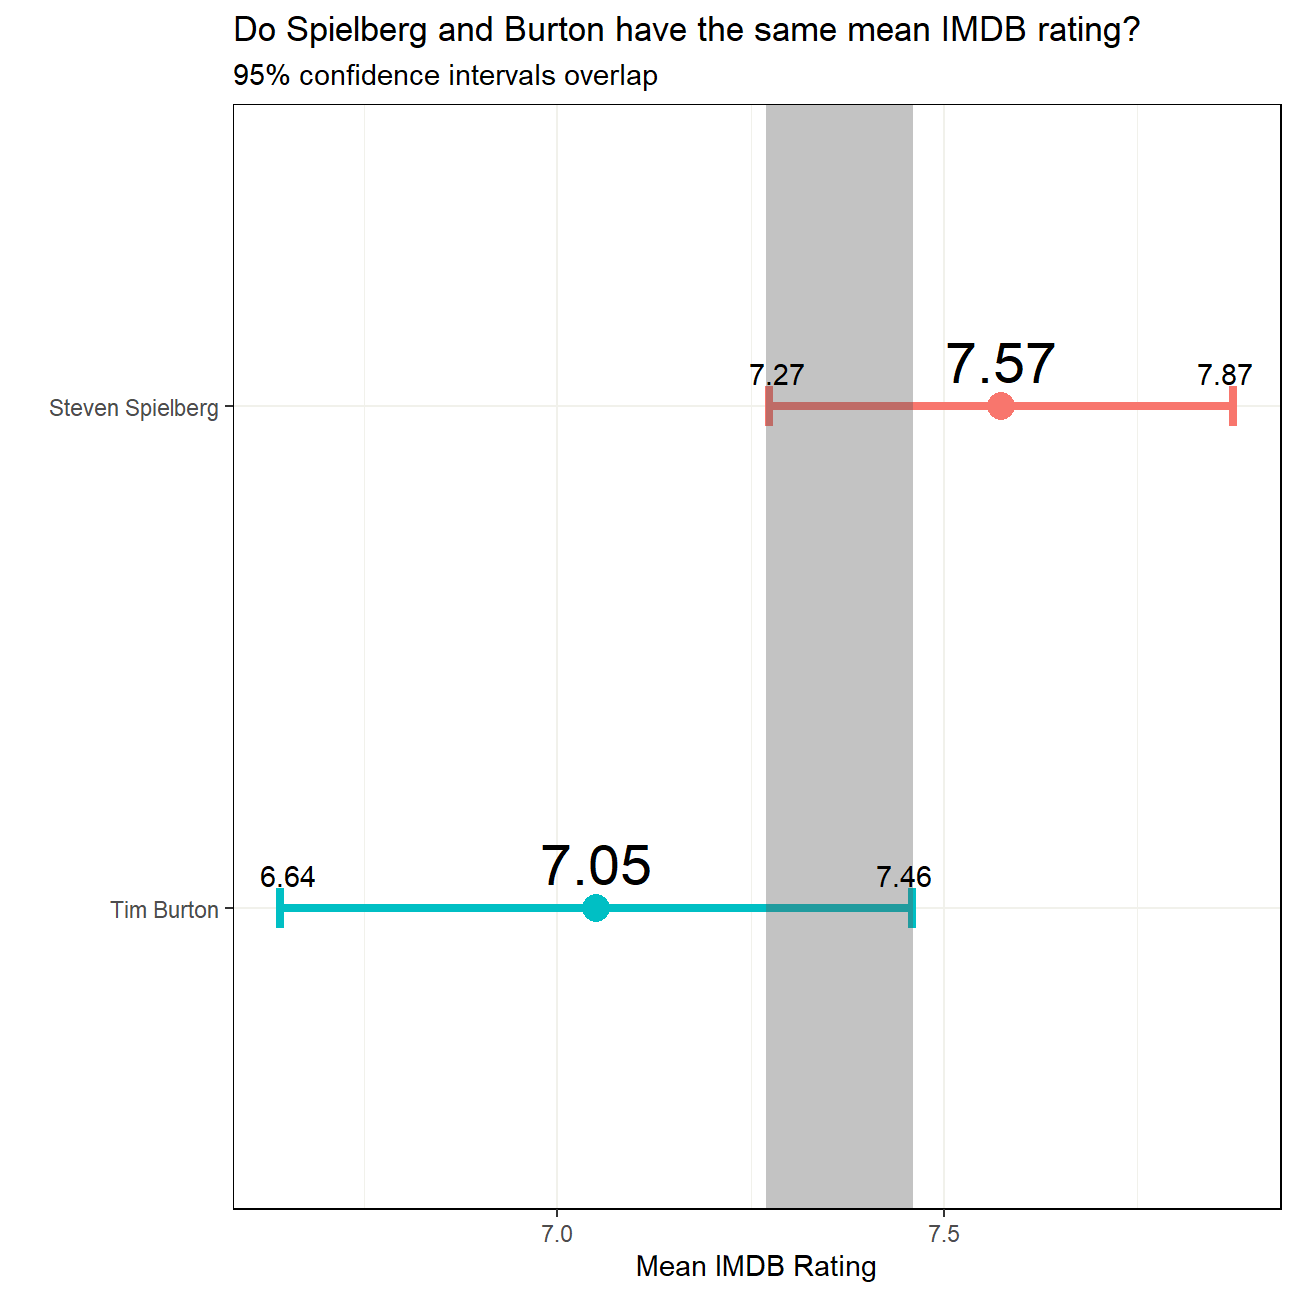 Do Spielberg and Burton have the same mean IMDB rating?
95% confidence intervals overlap
7.57
7.27
7.87
Steven Spielberg
7.05
6.64
7.46
Tim Burton
7.0
7.5
Mean IMDB Rating